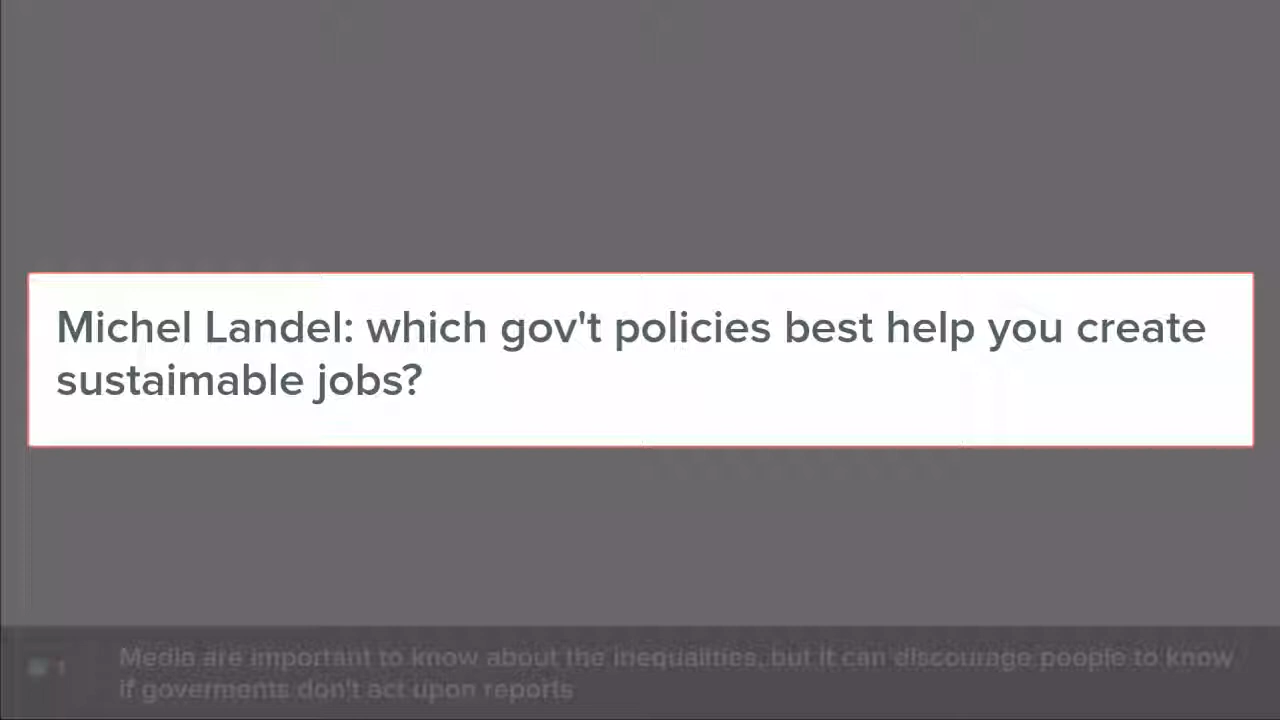 Michel Landel: which gov't policies best help you create
sustaimable jobs?
Media are important to know about the inequalities, but it can discourage people to know
if goverments don't act upon reports